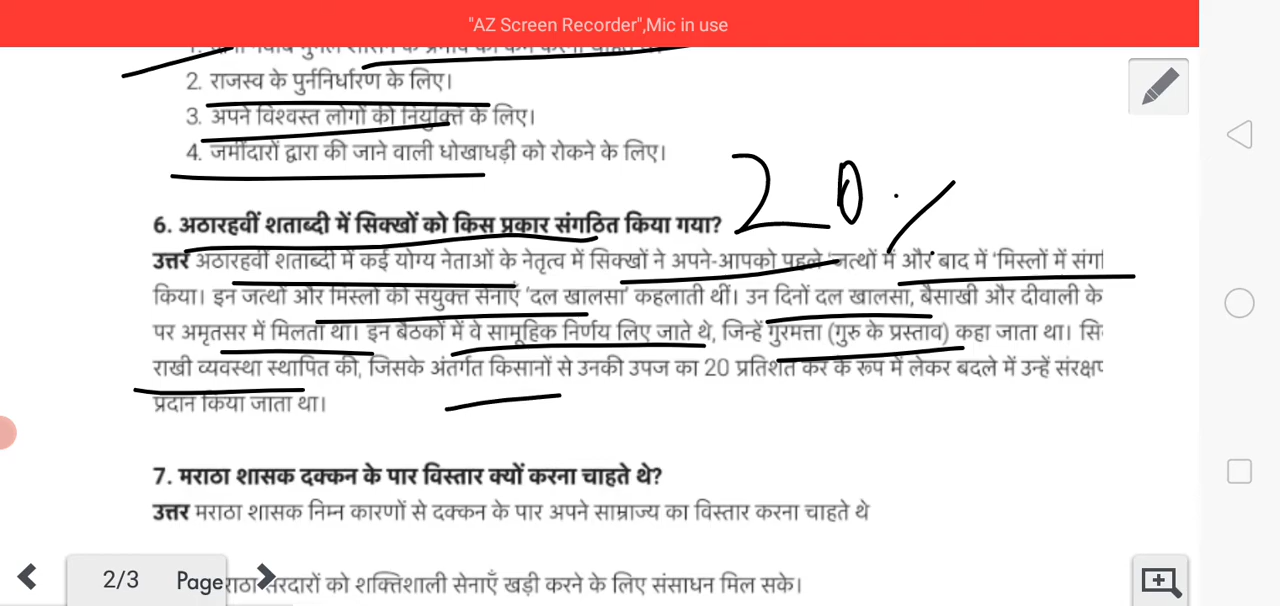 "AZ Screen Recorder",Mic in use
2. राजस्व के पुर्ननिर्धारण के लिए।
3. अपने विश्वस्त लोगों की नियुक्ति के लिए।
4. जमींदारों द्वारा की जाने वाली धोखाधड़ी को रोकने के लिए।
20%
6. अठारहवीं शताब्दी में सिक्खों को किस प्रकार संगठित किया गया?
उत्तर अठारहवीं शताब्दी में कई योग्य नेताओं के नेतृत्व में सिक्खों ने अपने-आपको पहले 'जत्थों में और बाद में 'मिस्लों में संगी
किया। इन जत्थों और मिस्लों की सयुक्त सेनाएँ 'दल खालसा' कहलाती थीं। उन दिनों दल खालसा, बैसाखी और दीवाली के
पर अमृतसर में मिलता था। इन बैठकों में वे सामूहिक निर्णय लिए जाते थे, जिन्हें गुरमत्ता (गुरु के प्रस्ताव) कहा जाता था। सि
राखी व्यवस्था स्थापित की, जिसके अंतर्गत किसानों से उनकी उपज का 20 प्रतिशत कर के रूप में लेकर बदले में उन्हें संरक्षण
प्रदान किया जाता था।
7. मराठा शासक दक्कन के पार विस्तार क्यों करना चाहते थे?
उत्तर मराठा शासक निम्न कारणों से दक्कन के पार अपने साम्राज्य का विस्तार करना चाहते थे
2/3 Page
सरदारों को शक्तिशाली सेनाएँ खड़ी करने के लिए संसाधन मिल सके।